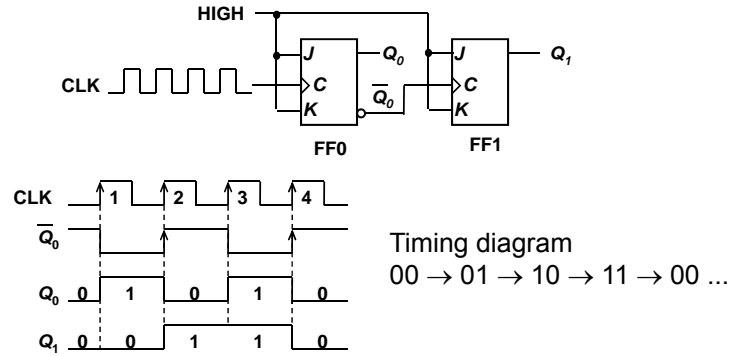 HIGH
J Q0 J Q1
CLK C Q̅0 C
K K
FF0 FF1
CLK 1 2 3 4
Q̅0
Timing diagram
00 → 01 → 10 → 11 → 00 ...
Q0 0 1 0 1 0
Q1 0 0 1 1 0